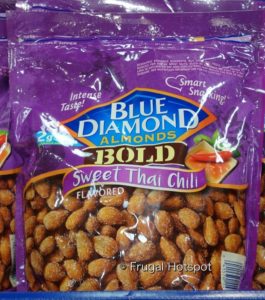 Intense
Taste!
Smart
Snacking!
BLUE
DIAMOND
ALMONDS
BOLD
Sweet Thai Chili
FLAVORED
© Frugal Hotspot